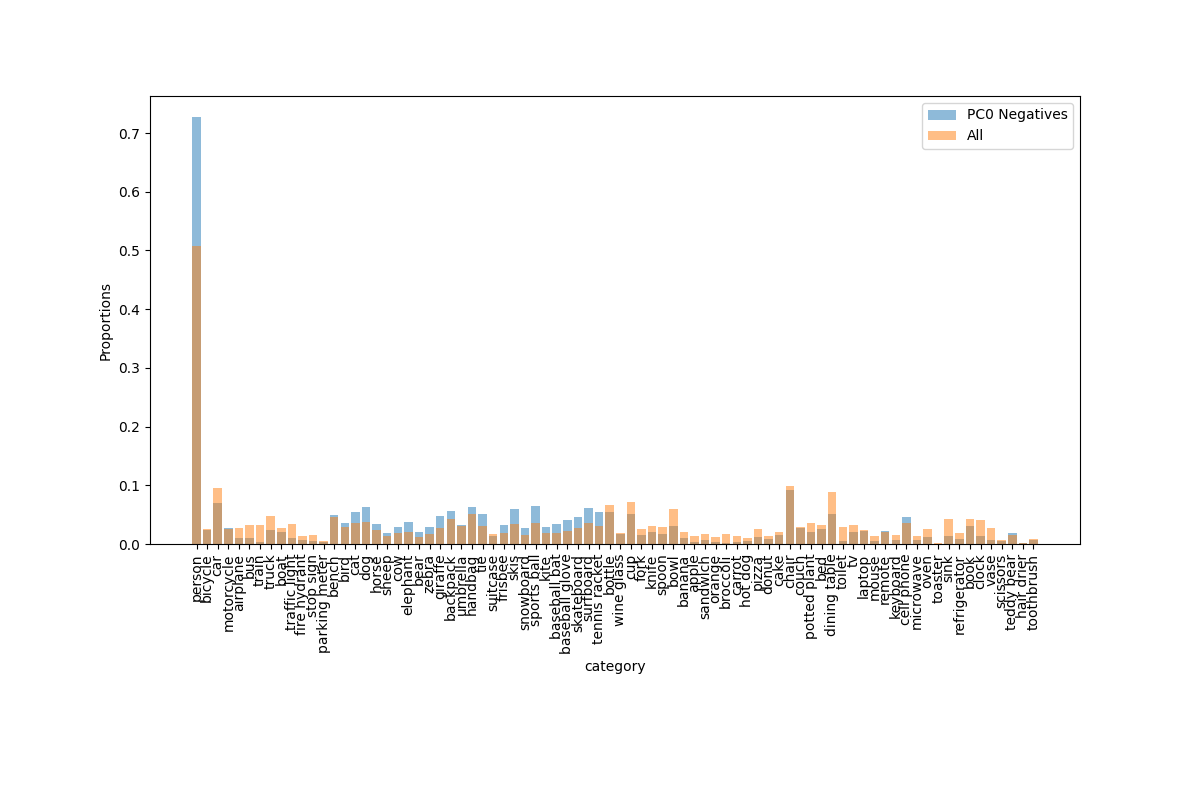 PC0 Negatives
All
0.7
0.6
0.5
0.4
0.3
0.2
0.1
0.0
Proportions
person
bicycle
car
motorcycle
airplane
bus
train
truck
boat
traffic light
fire hydrant
stop sign
parking meter
bench
bird
cat
dog
horse
sheep
cow
elephant
bear
zebra
giraffe
backpack
umbrella
handbag
tie
suitcase
frisbee
skis
snowboard
sports ball
kite
baseball bat
baseball glove
skateboard
surfboard
tennis racket
bottle
wine glass
cup
fork
knife
spoon
bowl
banana
apple
sandwich
orange
broccoli
carrot
hot dog
pizza
donut
cake
chair
couch
potted plant
bed
dining table
toilet
tv
laptop
mouse
remote
keyboard
cell phone
microwave
oven
toaster
sink
refrigerator
book
clock
vase
scissors
teddy bear
hair drier
toothbrush
category